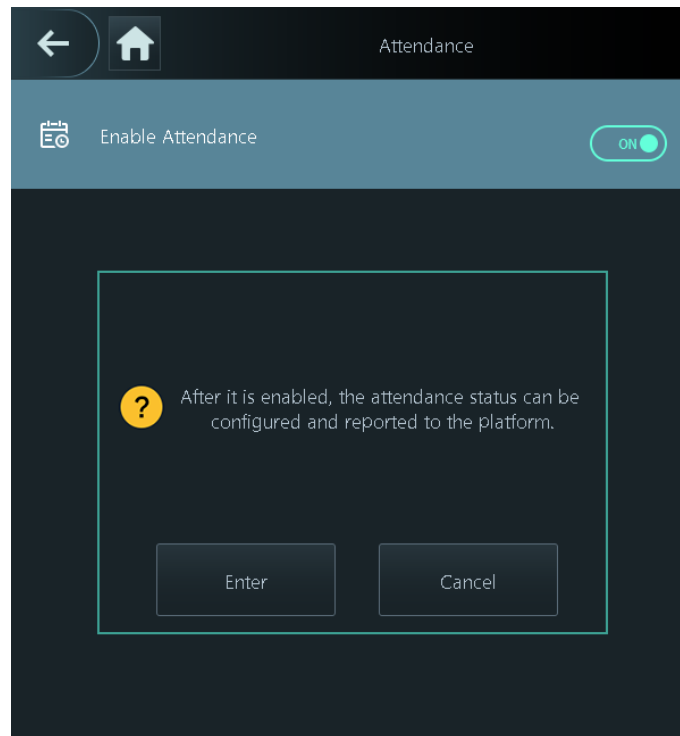 Attendance
Enable Attendance
ON
?
After it is enabled, the attendance status can be
configured and reported to the platform.
Enter
Cancel